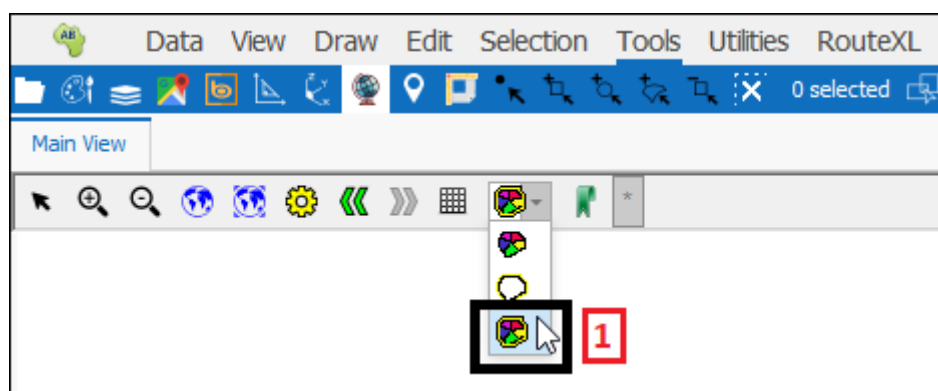 AB Data View Draw Edit Selection Tools Utilities RouteXL
0 selected
Main View
*
1